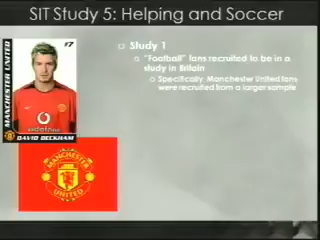 SIT Study 5: Helping and Soccer
MANCHESTER UNITED
#7
vodafone
DAVID BECKHAM
MANCHESTER
UNITED
Study 1
"Football" fans recruited to be in a
study in Britain
Specifically: Manchester United fans
were recruited from a larger sample